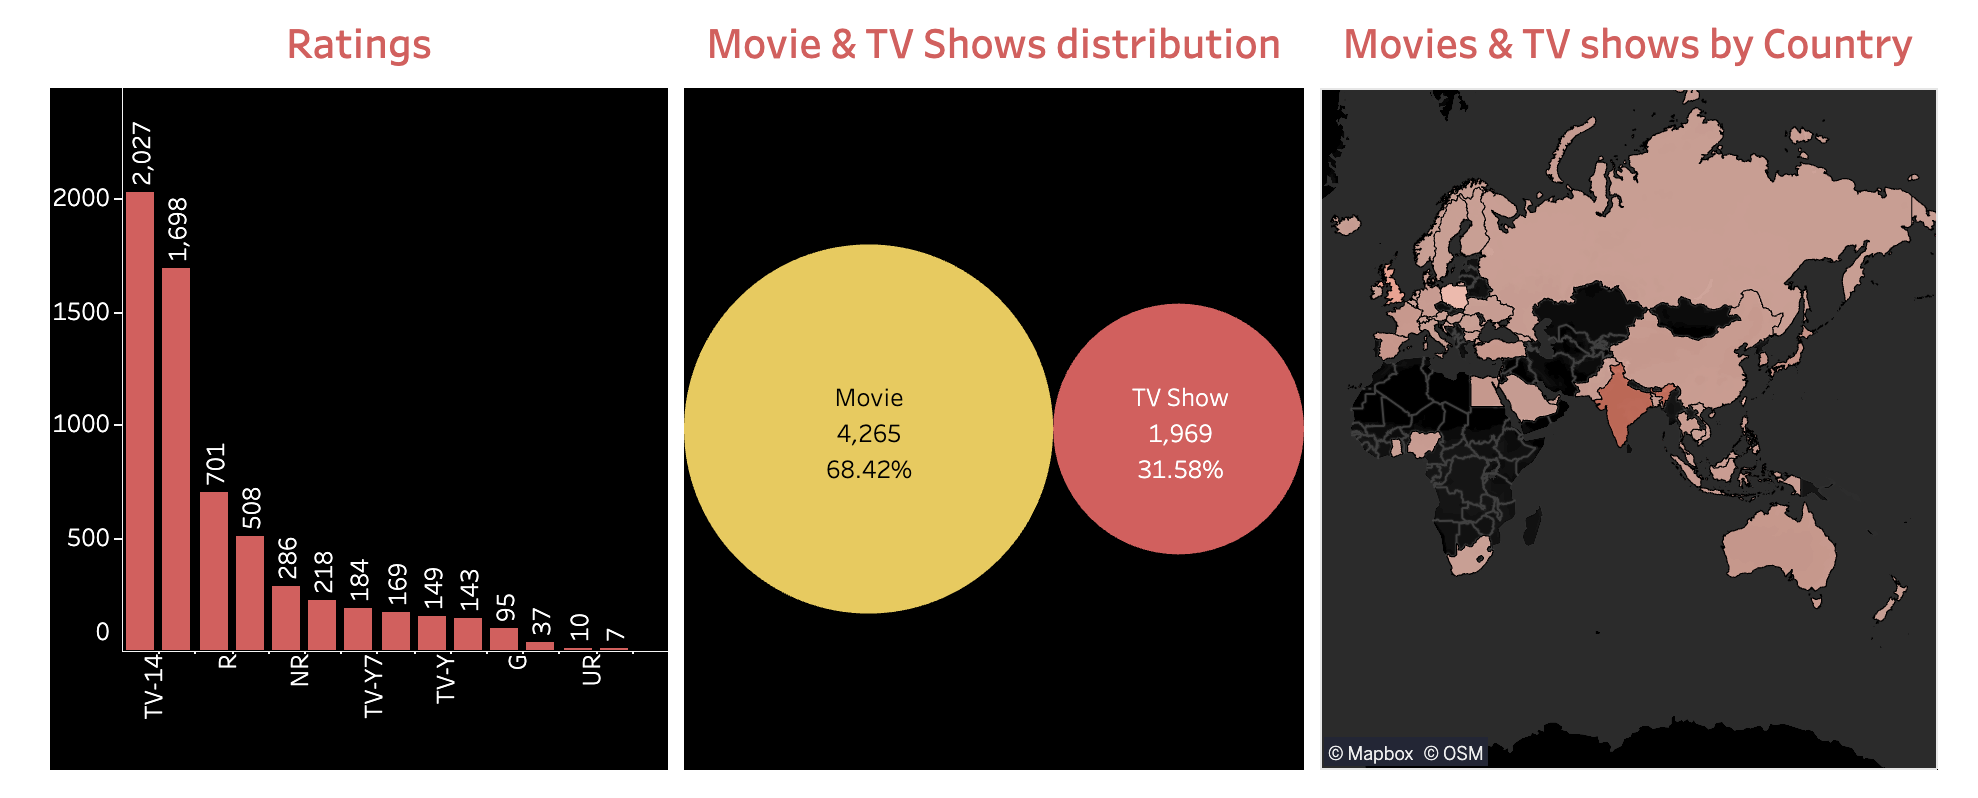 Ratings
2000
1500
1000
500
0
2,027
1,698
701
508
286
218
184
169
149
143
95
37
10
7
TV-14
R
NR
TV-Y7
TV-Y
G
UR
Movie & TV Shows distribution
Movie
4,265
68.42%
TV Show
1,969
31.58%
Movies & TV shows by Country
© Mapbox © OSM